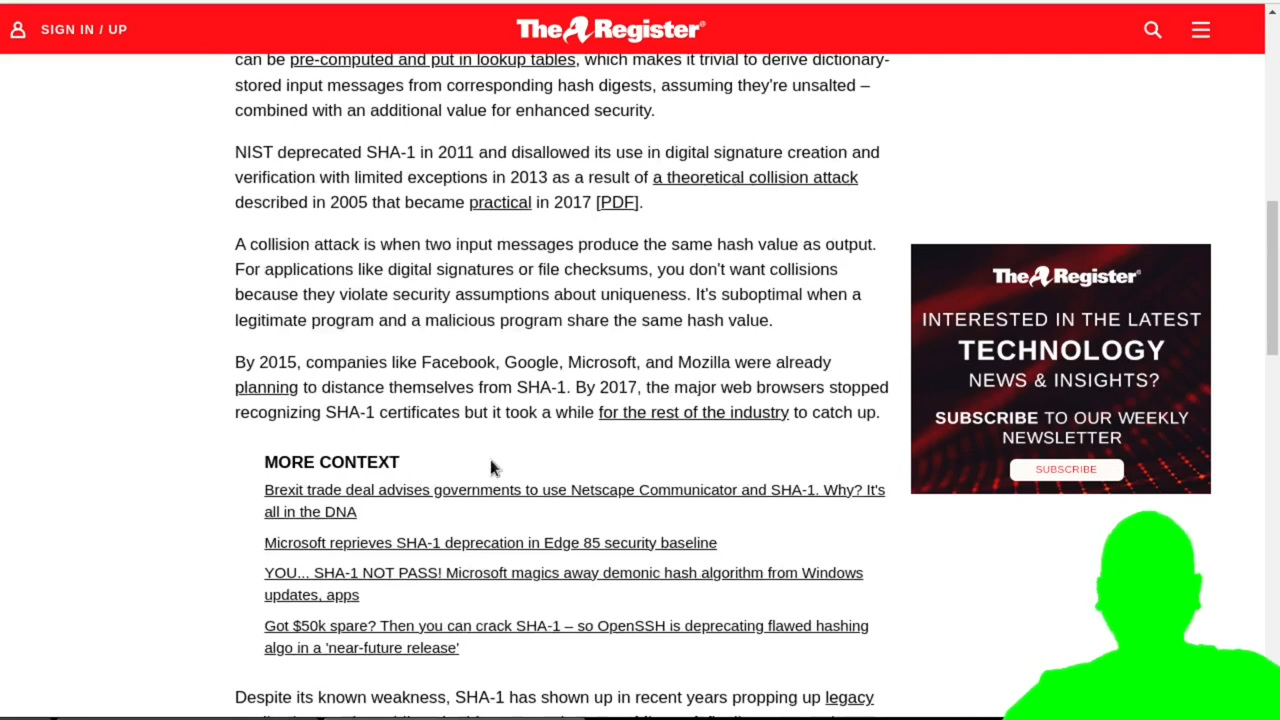 SIGN IN / UP
The Register®
can be pre-computed and put in lookup tables, which makes it trivial to derive dictionary-
stored input messages from corresponding hash digests, assuming they're unsalted –
combined with an additional value for enhanced security.
NIST deprecated SHA-1 in 2011 and disallowed its use in digital signature creation and
verification with limited exceptions in 2013 as a result of a theoretical collision attack
described in 2005 that became practical in 2017 [PDF].
A collision attack is when two input messages produce the same hash value as output.
For applications like digital signatures or file checksums, you don't want collisions
because they violate security assumptions about uniqueness. It's suboptimal when a
legitimate program and a malicious program share the same hash value.
By 2015, companies like Facebook, Google, Microsoft, and Mozilla were already
planning to distance themselves from SHA-1. By 2017, the major web browsers stopped
recognizing SHA-1 certificates but it took a while for the rest of the industry to catch up.
MORE CONTEXT
Brexit trade deal advises governments to use Netscape Communicator and SHA-1. Why? It's
all in the DNA
Microsoft reprieves SHA-1 deprecation in Edge 85 security baseline
YOU... SHA-1 NOT PASS! Microsoft magics away demonic hash algorithm from Windows
updates, apps
Got $50k spare? Then you can crack SHA-1 – so OpenSSH is deprecating flawed hashing
algo in a 'near-future release'
Despite its known weakness, SHA-1 has shown up in recent years propping up legacy
The Register®
INTERESTED IN THE LATEST
TECHNOLOGY
NEWS & INSIGHTS?
SUBSCRIBE TO OUR WEEKLY
NEWSLETTER
SUBSCRIBE